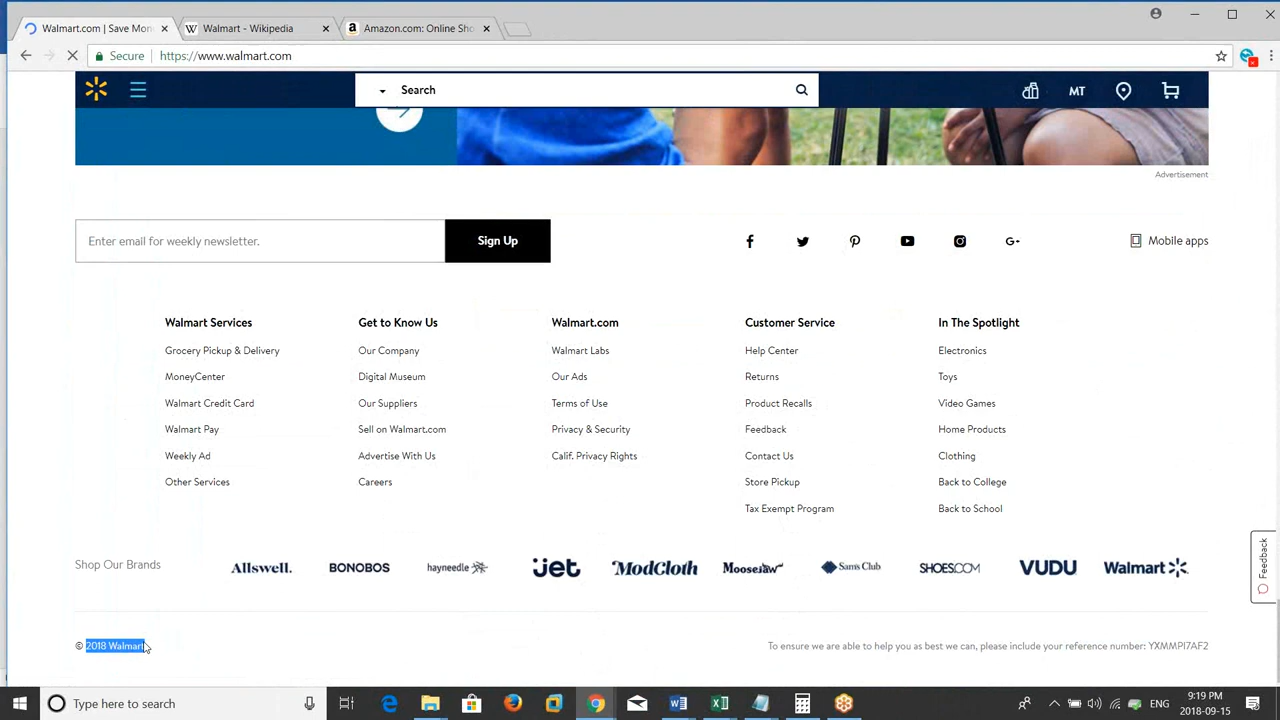 Walmart.com | Save Mon
Walmart - Wikipedia
Amazon.com: Online Sho
Secure
https://www.walmart.com
Search
MT
Advertisement
Enter email for weekly newsletter.
Sign Up
Mobile apps
Walmart Services
Grocery Pickup & Delivery
MoneyCenter
Walmart Credit Card
Walmart Pay
Weekly Ad
Other Services
Get to Know Us
Our Company
Digital Museum
Our Suppliers
Sell on Walmart.com
Advertise With Us
Careers
Walmart.com
Walmart Labs
Our Ads
Terms of Use
Privacy & Security
Calif. Privacy Rights
Customer Service
Help Center
Returns
Product Recalls
Feedback
Contact Us
Store Pickup
Tax Exempt Program
In The Spotlight
Electronics
Toys
Video Games
Home Products
Clothing
Back to College
Back to School
Feedback
Shop Our Brands
Allswell.
BONOBOS
hayneedle
jet
ModCloth
Moosejaw
Sam's Club
SHOES.COM
VUDU
Walmart
© 2018 Walmart
To ensure we are able to help you as best we can, please include your reference number: YXMMPI7AF2
Type here to search
ENG
9:19 PM
2018-09-15